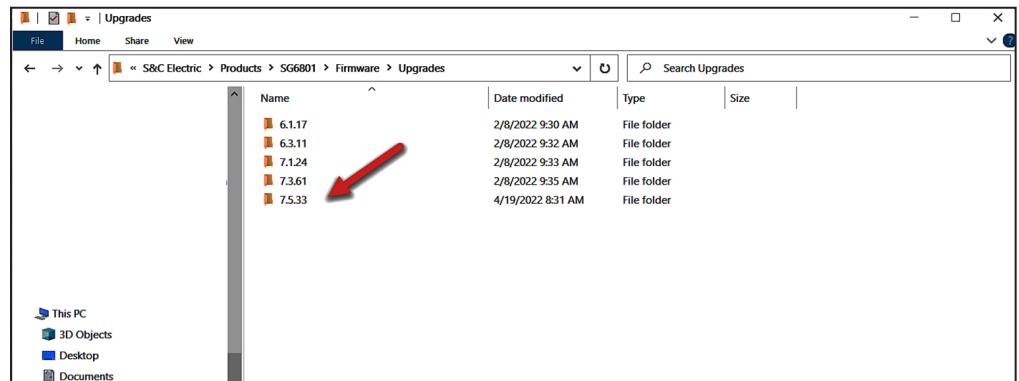 Upgrades
File Home Share View
« S&C Electric > Products > SG6801 > Firmware > Upgrades Search Upgrades
Name Date modified Type Size
6.1.17 2/8/2022 9:30 AM File folder
6.3.11 2/8/2022 9:32 AM File folder
7.1.24 2/8/2022 9:33 AM File folder
7.3.61 2/8/2022 9:35 AM File folder
7.5.33 4/19/2022 8:31 AM File folder
This PC
3D Objects
Desktop
Documents